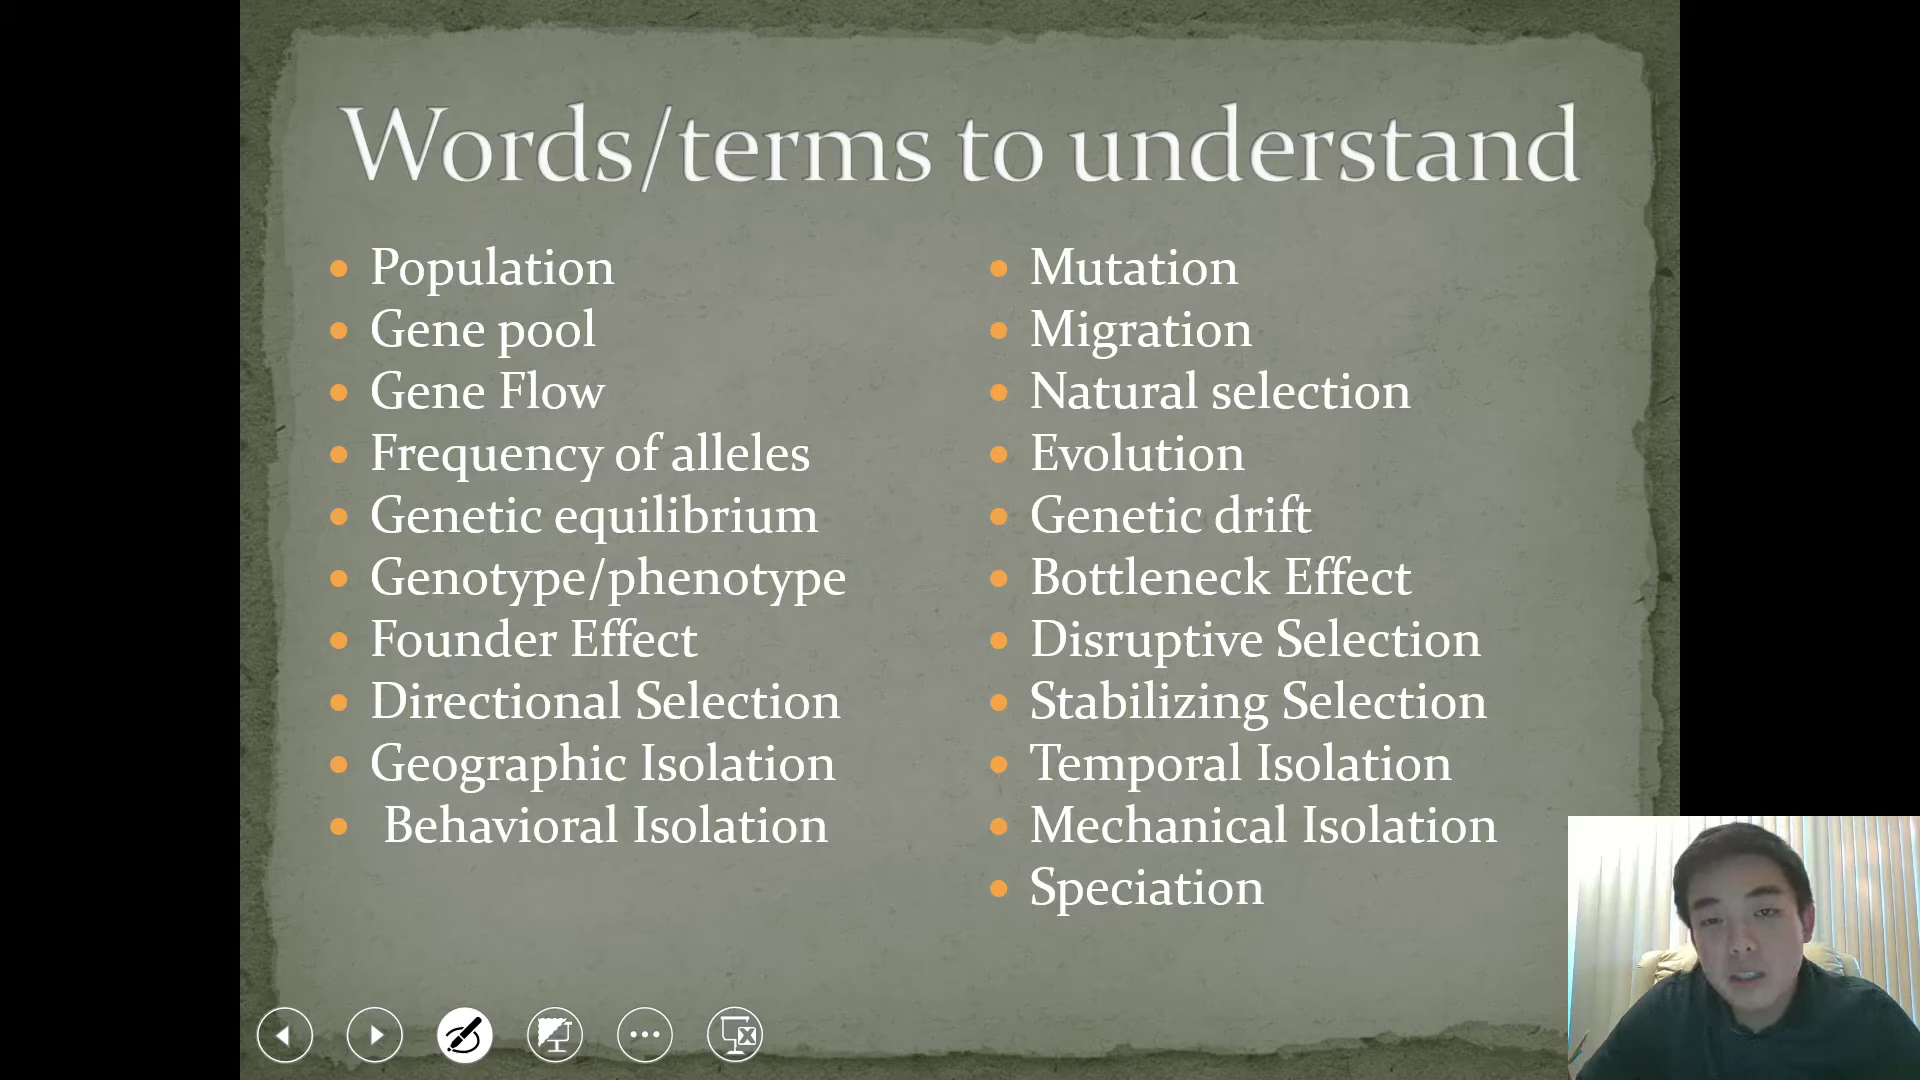 Words/terms to understand
Population
Gene pool
Gene Flow
Frequency of alleles
Genetic equilibrium
Genotype/phenotype
Founder Effect
Directional Selection
Geographic Isolation
Behavioral Isolation
Mutation
Migration
Natural selection
Evolution
Genetic drift
Bottleneck Effect
Disruptive Selection
Stabilizing Selection
Temporal Isolation
Mechanical Isolation
Speciation